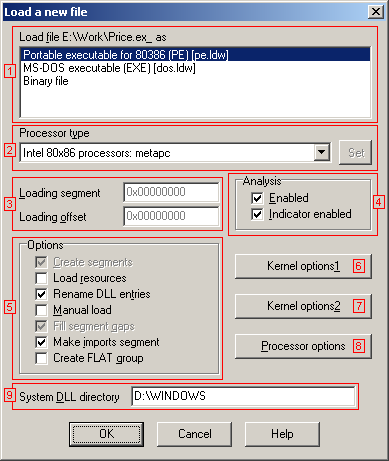 Load a new file
Load file E:\Work\Price.ex_ as
1
Portable executable for 80386 (PE) [pe.ldw]
MS-DOS executable (EXE) [dos.ldw]
Binary file
Processor type
2
Intel 80x86 processors: metapc
Set
3
Loading segment 0x00000000
Loading offset 0x00000000
Analysis
Enabled
Indicator enabled
4
Options
5
Create segments
Load resources
Rename DLL entries
Manual load
Fill segment gaps
Make imports segment
Create FLAT group
Kernel options1 6
Kernel options2 7
Processor options 8
9 System DLL directory D:\WINDOWS
OK Cancel Help